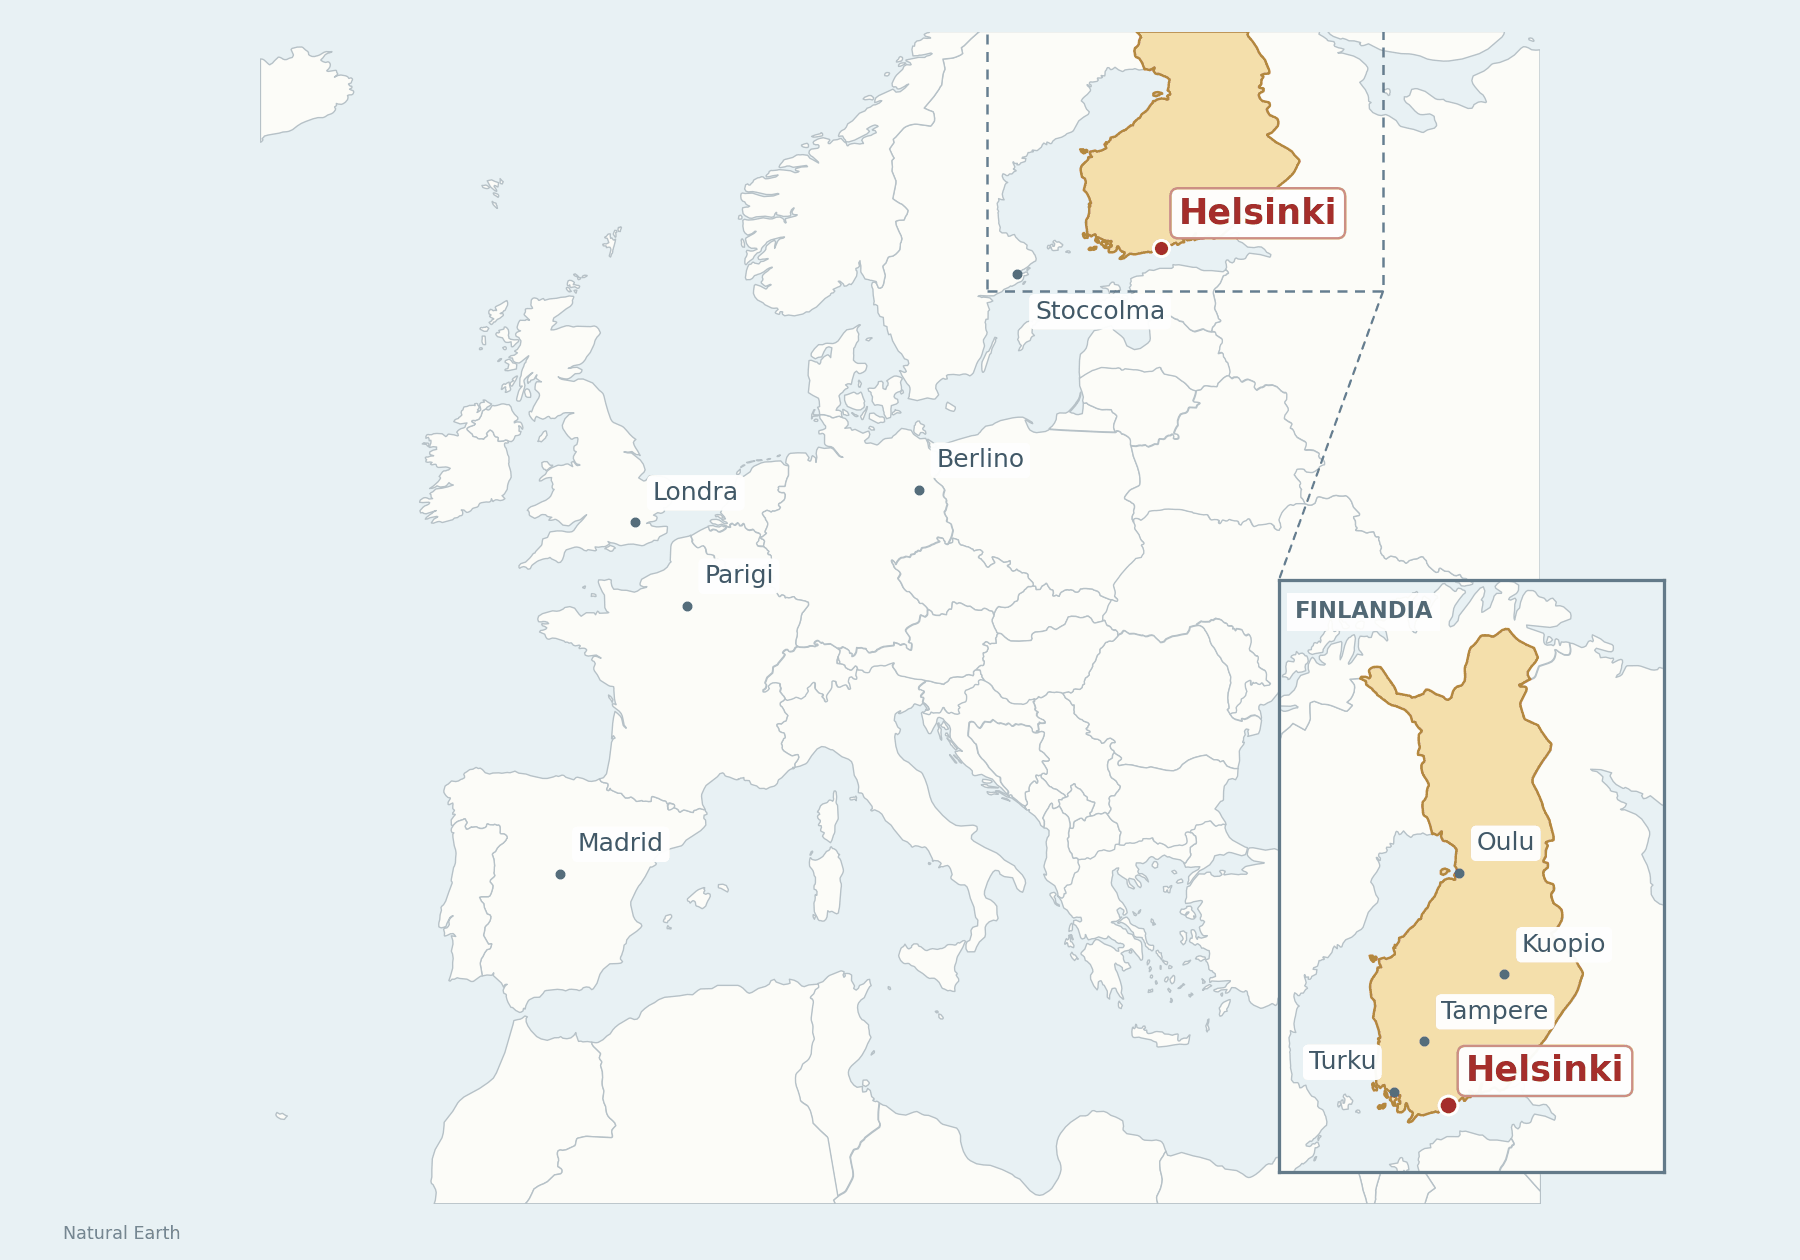 Helsinki
Stoccolma
Berlino
Londra
Parigi
Madrid
FINLANDIA
Oulu
Kuopio
Tampere
Turku
Helsinki
Natural Earth